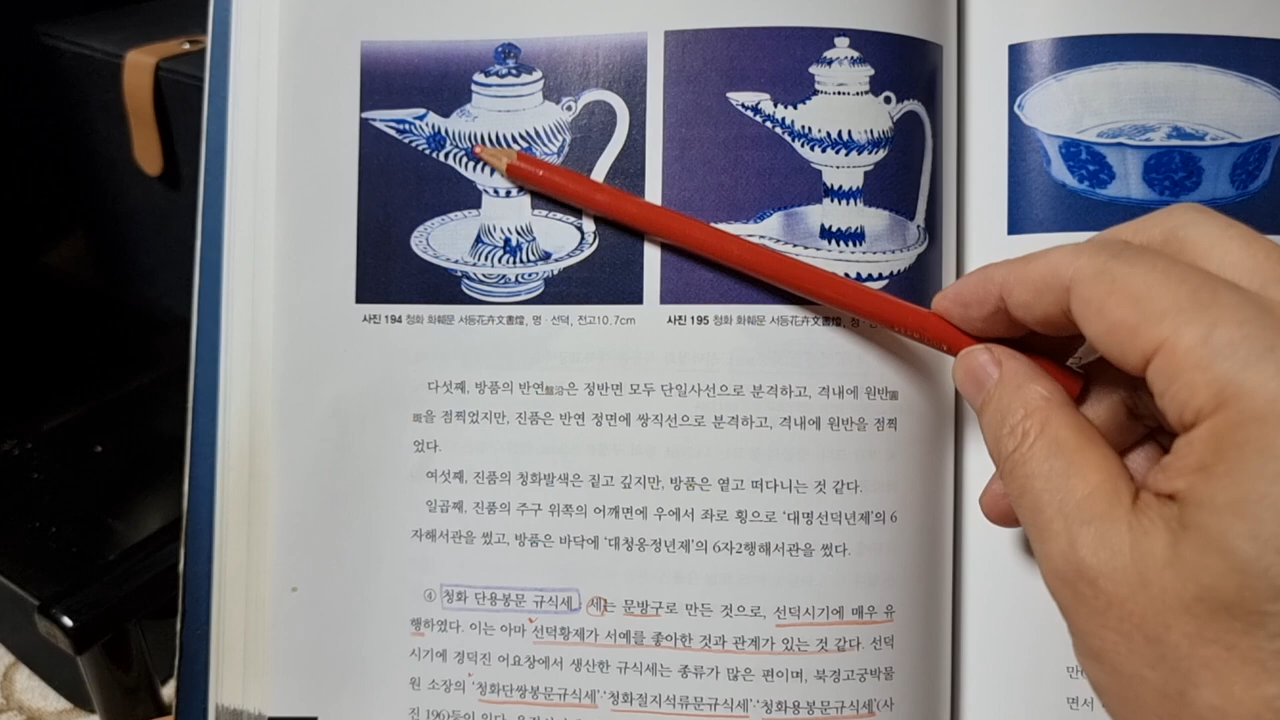 사진 194 청화 화훼문 서등花卉文書燈, 明·선덕, 전고10.7cm
사진 195 청화 화훼문 서등花卉文書燈, 청·
다섯째, 방품의 반연盤沿은 정반면 모두 단일사선으로 분격하고, 격내에 원반圓
斑을 점찍었지만, 진품은 반연 정면에 쌍직선으로 분격하고, 격내에 원반을 점찍
었다.
여섯째, 진품의 청화발색은 짙고 깊지만, 방품은 옅고 떠다니는 것 같다.
일곱째, 진품의 주구 위쪽의 어깨면에 우에서 좌로 횡으로 ‘대명선덕년제’의 6
자해서관을 썼고, 방품은 바닥에 ‘대청옹정년제’의 6자2행해서관을 썼다.
④ 청화 단용봉문 규식세 : 세는 문방구로 만든 것으로, 선덕시기에 매우 유
행하였다. 이는 아마 선덕황제가 서예를 좋아한 것과 관계가 있는 것 같다. 선덕
시기에 경덕진 어요창에서 생산한 규식세는 종류가 많은 편이며, 북경고궁박물
원 소장의 ‘청화단쌍봉문규식세’·‘청화절지석류문규식세’·‘청화용봉문규식세’(사
진 196)등이 있다.
만
면서